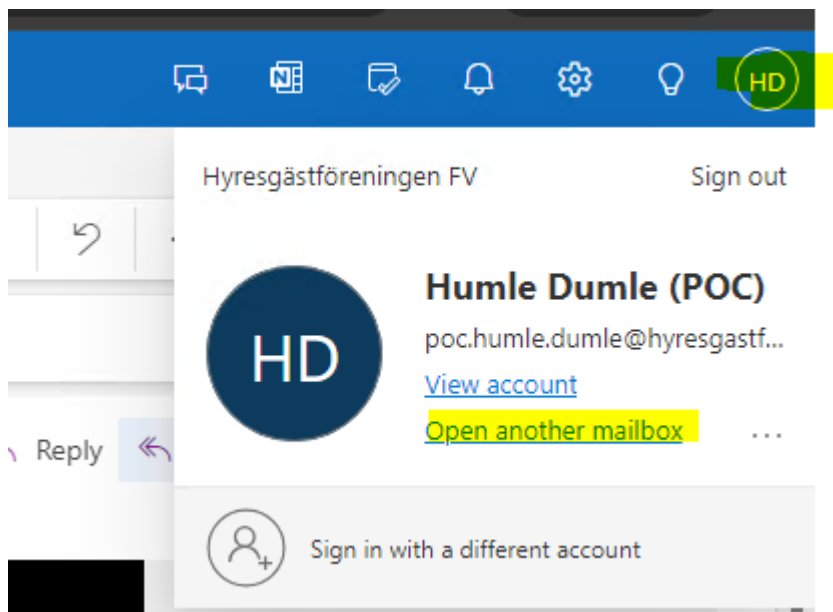 HD
Hyresgästföreningen FV Sign out
HD
Humle Dumle (POC)
poc.humle.dumle@hyresgastf...
View account
Open another mailbox ...
Reply
Sign in with a different account